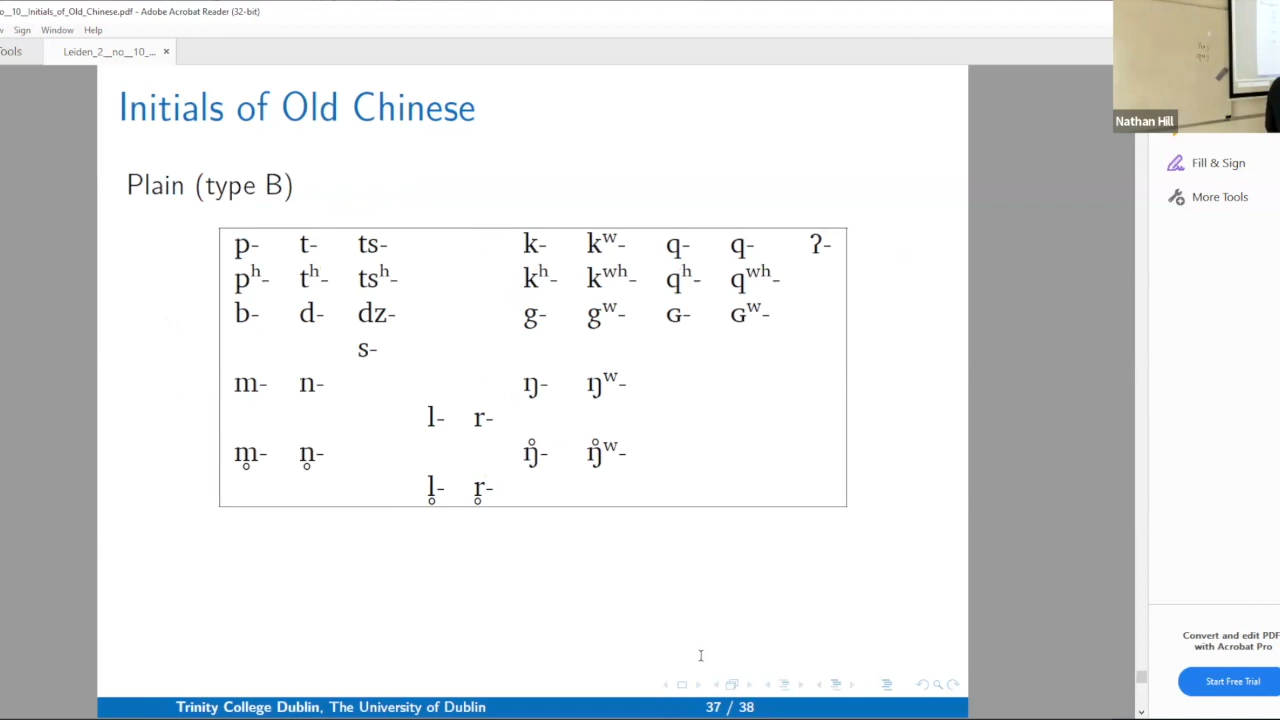 o__10__Initials_of_Old_Chinese.pdf - Adobe Acrobat Reader (32-bit)
Sign Window Help
Tools Leiden_2__no__10_... ×
Nathan Hill
Fill & Sign
More Tools
Initials of Old Chinese
Plain (type B)
p- t- ts- k- kʷ- q- q- ʔ-
pʰ- tʰ- tsʰ- kʰ- kʷʰ- qʰ- qʷʰ-
b- d- dz- g- gʷ- ɢ- ɢʷ-
s-
m- n- ŋ- ŋʷ-
l- r-
m̥- n̥- ŋ̊- ŋ̊ʷ-
l̥- r̥-
Convert and edit PDF
with Acrobat Pro
Start Free Trial
Trinity College Dublin, The University of Dublin 37 / 38